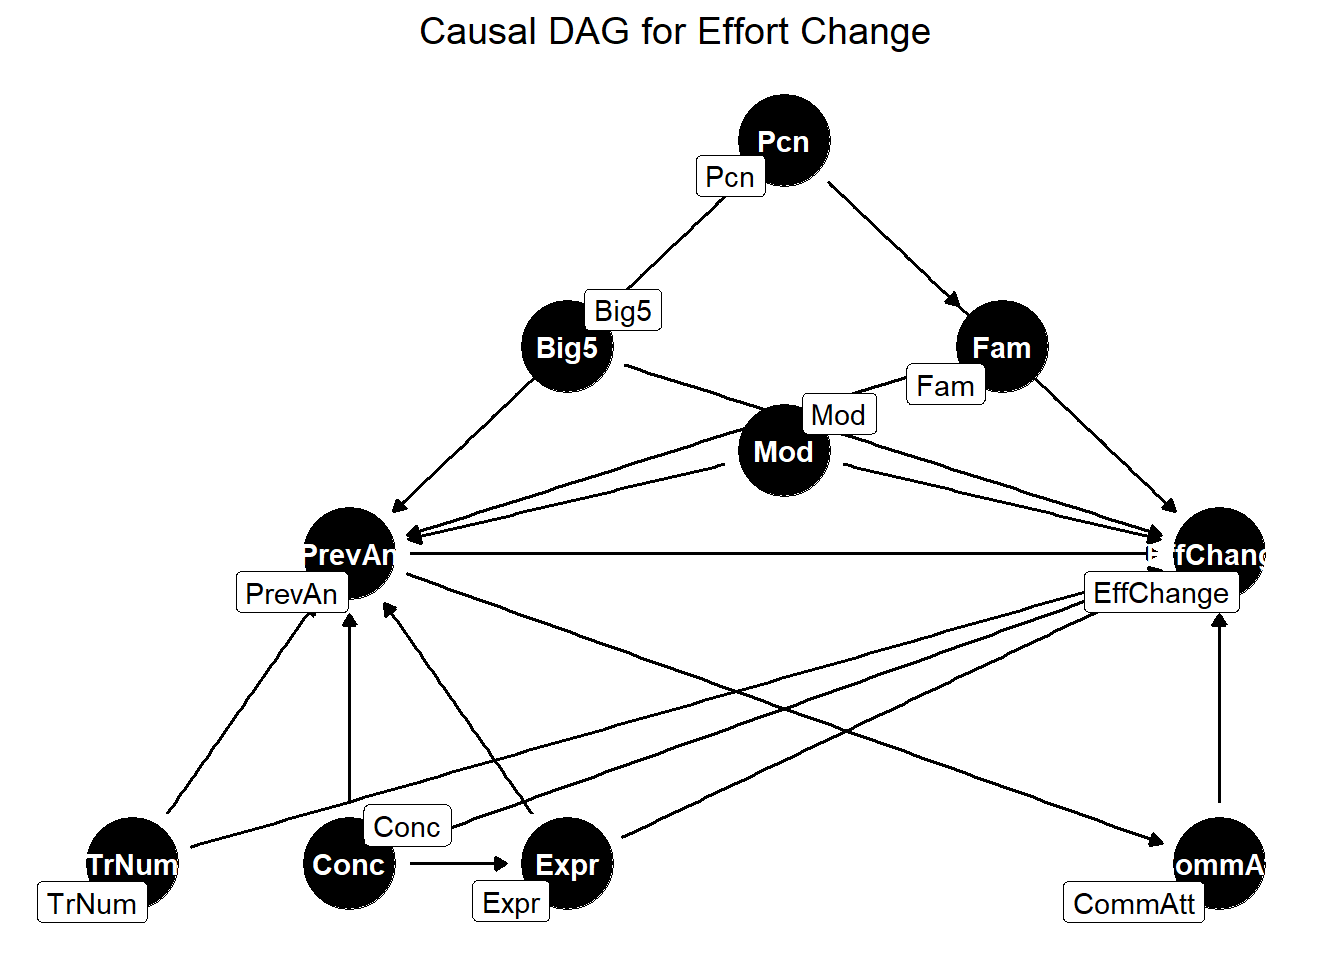 Causal DAG for Effort Change
Pcn
Pcn
Big5
Big5
Fam
Fam
Mod
Mod
PrevAn
PrevAn
EffChang
EffChange
Conc
TrNum
Conc
Expr
ommA
TrNum
Expr
CommAtt